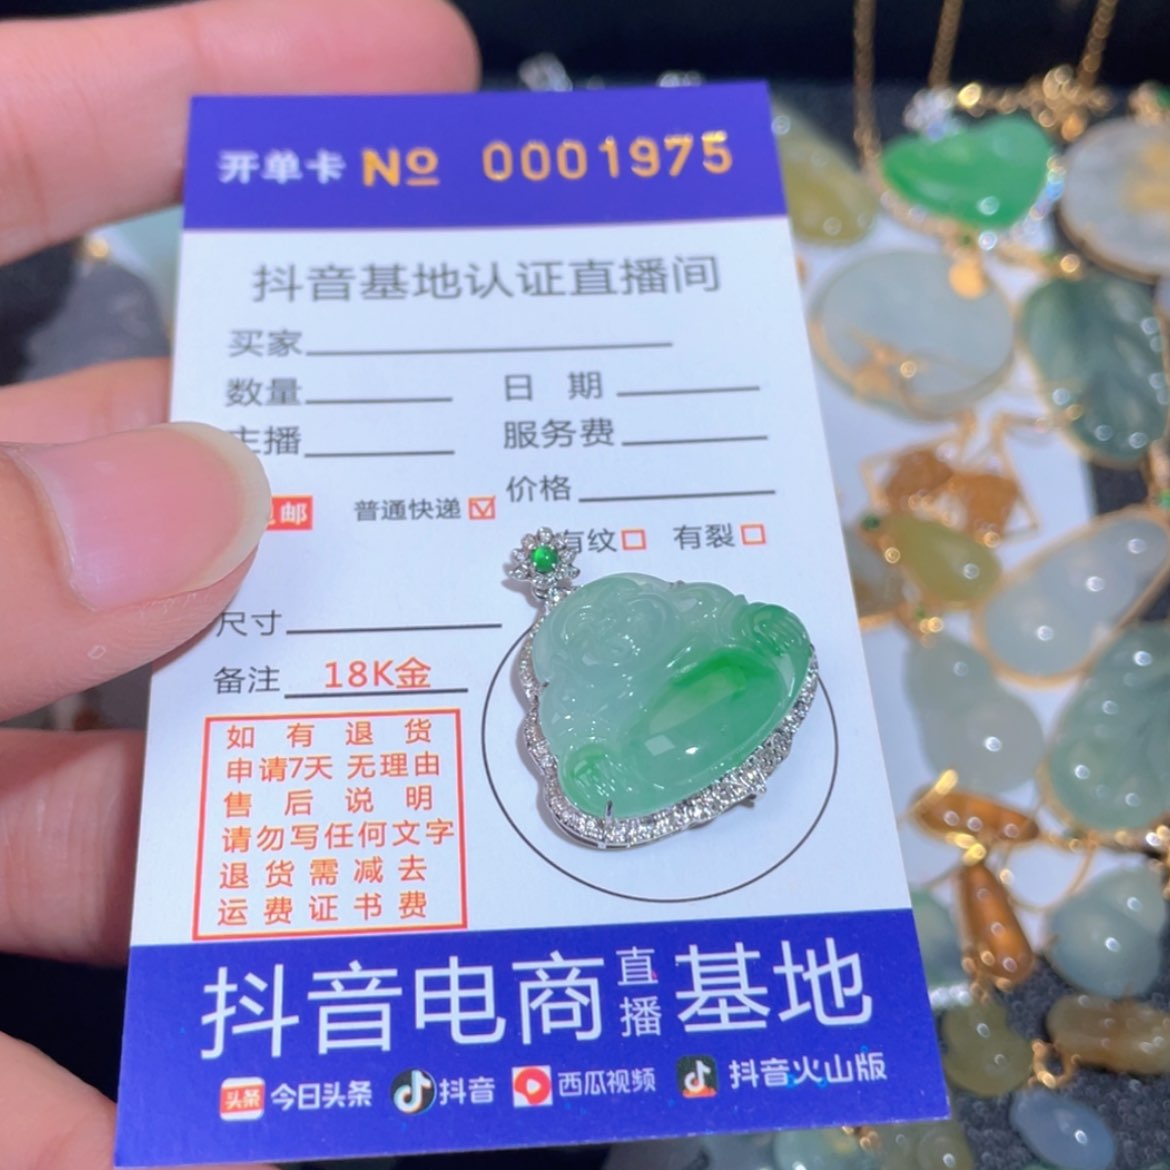 开单卡 № 0001975
抖音基地认证直播间
买家
数量 日 期
主播 服务费
价格
邮 普通快递☑
有纹□ 有裂□
尺寸
备注 18K金
如有退货
申请7天无理由
售后说明
请勿写任何文字
退货需减去
运费证书费
抖音电商直播基地
头条 今日头条 抖音 西瓜视频 抖音火山版